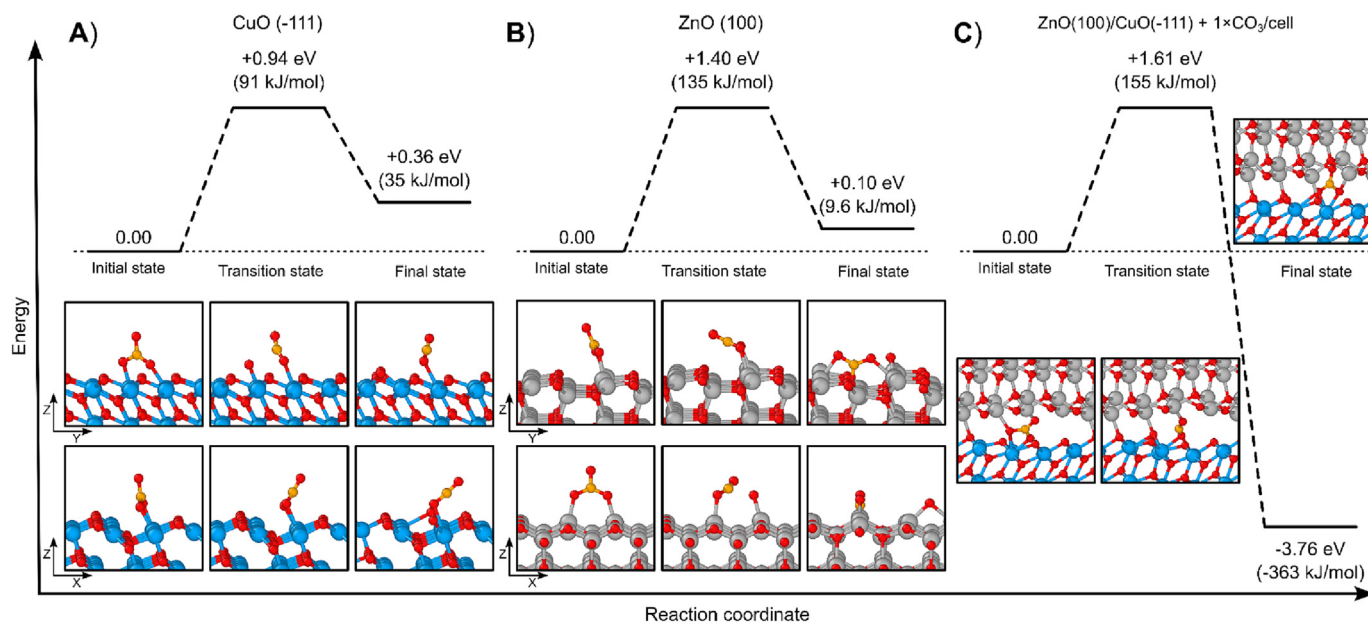 A)
CuO (-111)
+0.94 eV
(91 kJ/mol)
+0.36 eV
(35 kJ/mol)
0.00
Initial state
Transition state
Final state
Z
Y
Z
X
B)
ZnO (100)
+1.40 eV
(135 kJ/mol)
+0.10 eV
(9.6 kJ/mol)
0.00
Initial state
Transition state
Final state
Z
Y
Z
X
C)
ZnO(100)/CuO(-111) + 1×CO₃/cell
+1.61 eV
(155 kJ/mol)
0.00
Initial state
Transition state
Final state
-3.76 eV
(-363 kJ/mol)
Energy
Reaction coordinate